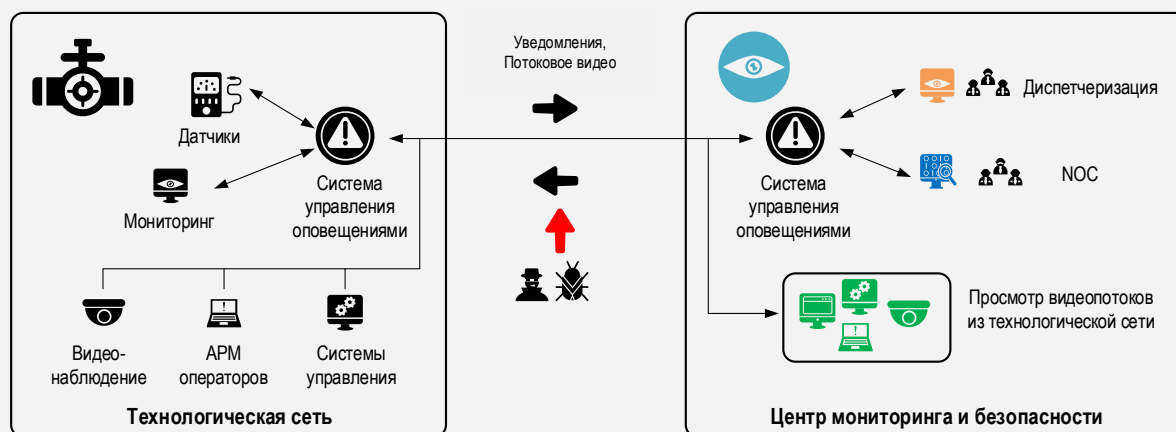 Уведомления,
Потоковое видео
Датчики
Мониторинг
Система
управления
оповещениями
Видео-
наблюдение
АРМ
операторов
Системы
управления
Технологическая сеть
Система
управления
оповещениями
Диспетчеризация
NOC
Просмотр видеопотоков
из технологической сети
Центр мониторинга и безопасности